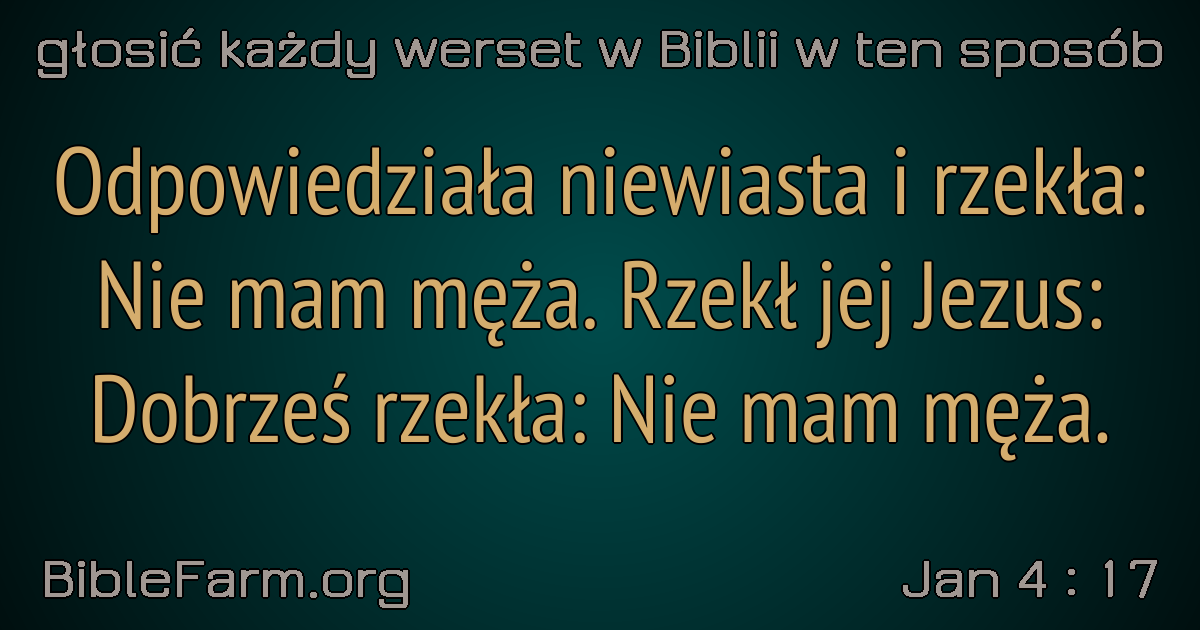 głosić każdy werset w Biblii w ten sposób
Odpowiedziała niewiasta i rzekła:
Nie mam męża. Rzekł jej Jezus:
Dobrześ rzekła: Nie mam męża.
BibleFarm.org
Jan 4 : 17